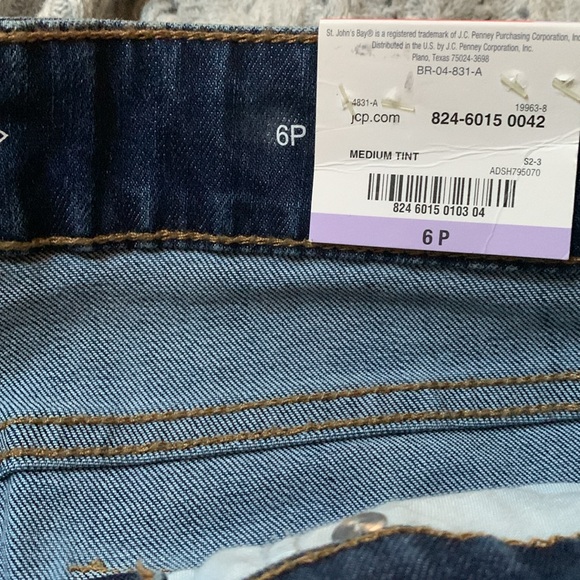 St. John's Bay® is a registered trademark of J.C. Penney Purchasing Corporation, Inc
Distributed in the U.S. by J.C. Penney Corporation, Inc.
Plano, Texas 75024-3698
BR-04-831-A
4831-A 19963-8
jcp.com 824-6015 0042
MEDIUM TINT S2-3
ADSH795070
824 6015 0103 04
6 P
6P